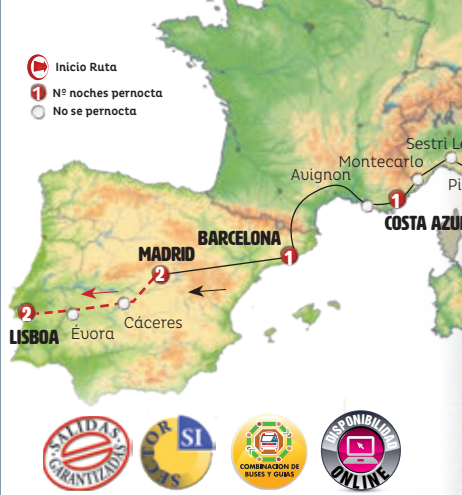 Inicio Ruta
1 Nº noches pernocta
No se pernocta
Sestri L
Montecarlo
Pi
Avignon
1
COSTA AZU
BARCELONA
1
MADRID
2
2
Cáceres
LISBOA
Évora
SALIDAS
GARANTIZADAS
SECTOR
SI
COMBINACION DE
BUSES Y GUIAS
DISPONIBILIDAD
ONLINE